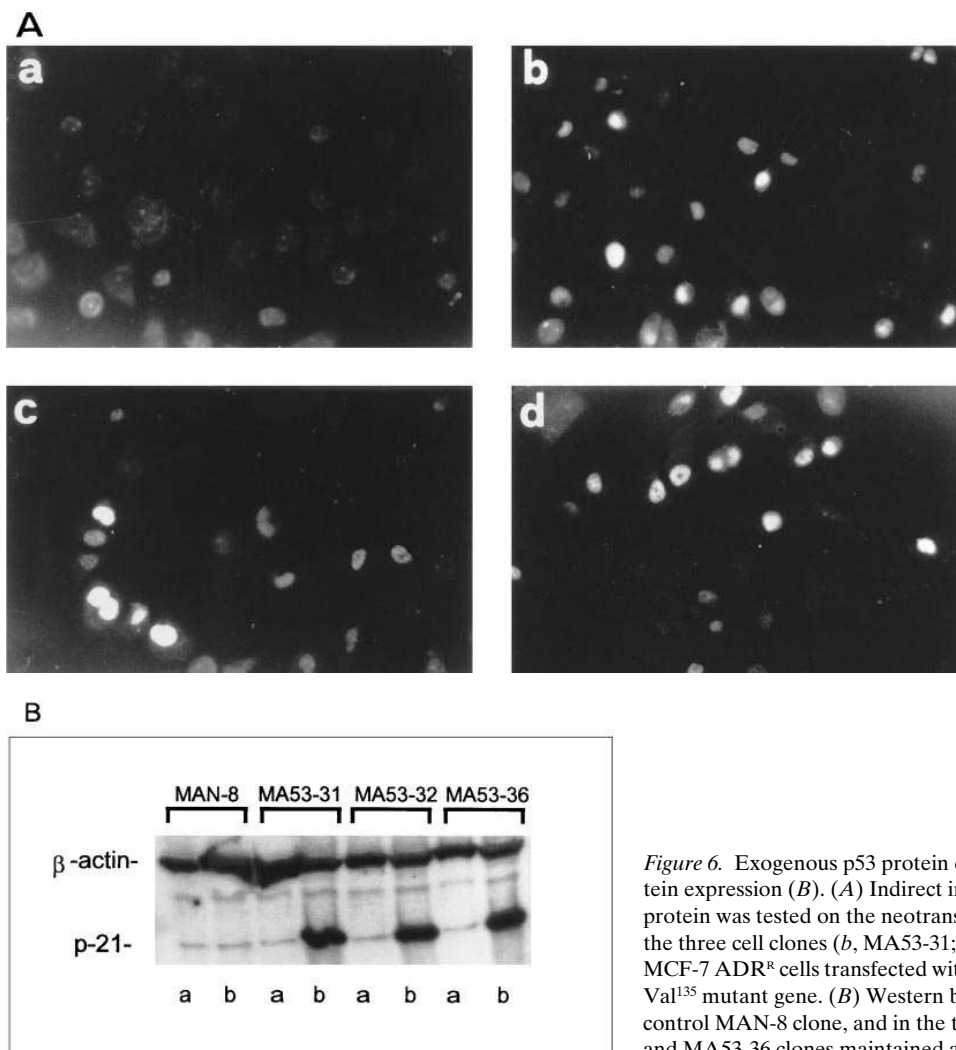 A
a
b
c
d
B
MAN-8 MA53-31 MA53-32 MA53-36
β-actin-
p-21-
a b a b a b a b
Figure 6. Exogenous p53 protein
tein expression (B). (A) Indirect
protein was tested on the neotrans
the three cell clones (b, MA53-31;
MCF-7 ADRᴿ cells transfected
Val¹³⁵ mutant gene. (B) Western
control MAN-8 clone, and in the
and MA53-36 clones maintained